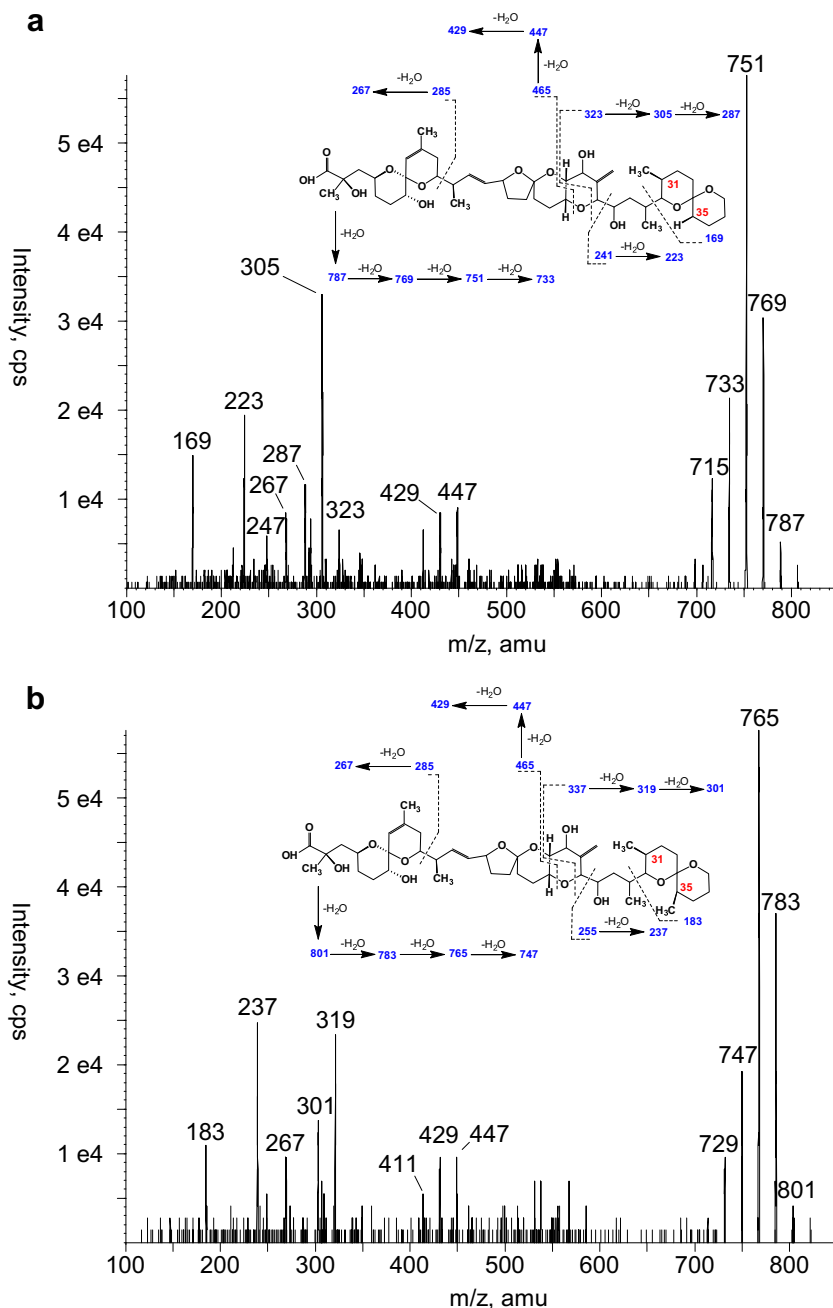 a
429 -H2O 447
-H2O
267 -H2O 285
465
323 -H2O 305 -H2O 287
OH
O
OH
H3C OH
O
O
OH
CH3
CH3
O
O
O
H
H
OH
OH
CH3
H3C 31
O
O
35
H
169
241 -H2O 223
-H2O
787 -H2O 769 -H2O 751 -H2O 733
751
305
769
223
733
169
287
267
247
323
429 447
715
787
5 e4
4 e4
3 e4
2 e4
1 e4
Intensity, cps
100 200 300 400 500 600 700 800
m/z, amu
b
429 -H2O 447
-H2O
267 -H2O 285
465
337 -H2O 319 -H2O 301
OH
O
OH
H3C OH
O
O
OH
CH3
CH3
O
O
O
H
H
OH
OH
CH3
H3C 31
O
O
35
H3C
183
255 -H2O 237
-H2O
801 -H2O 783 -H2O 765 -H2O 747
765
783
237
319
747
301
183
267
411
429 447
729
801
5 e4
4 e4
3 e4
2 e4
1 e4
Intensity, cps
100 200 300 400 500 600 700 800
m/z, amu